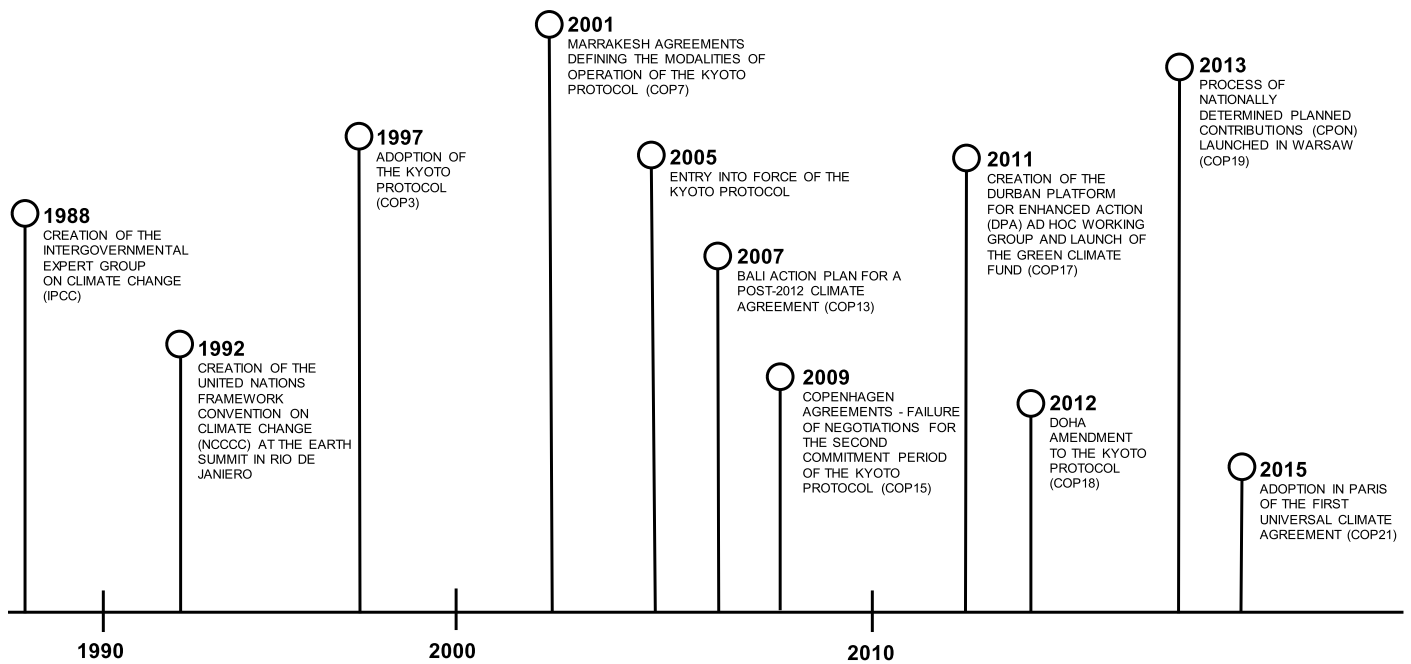 1988
CREATION OF THE
INTERGOVERNMENTAL
EXPERT GROUP
ON CLIMATE CHANGE
(IPCC)
1992
CREATION OF THE
UNITED NATIONS
FRAMEWORK
CONVENTION ON
CLIMATE CHANGE
(NCCCC) AT THE EARTH
SUMMIT IN RIO DE
JANIERO
1997
ADOPTION OF
THE KYOTO
PROTOCOL
(COP3)
2001
MARRAKESH AGREEMENTS
DEFINING THE MODALITIES OF
OPERATION OF THE KYOTO
PROTOCOL (COP7)
2005
ENTRY INTO FORCE OF THE
KYOTO PROTOCOL
2007
BALI ACTION PLAN FOR A
POST-2012 CLIMATE
AGREEMENT (COP13)
2009
COPENHAGEN
AGREEMENTS - FAILURE
OF NEGOTIATIONS FOR
THE SECOND
COMMITMENT PERIOD
OF THE KYOTO
PROTOCOL (COP15)
2011
CREATION OF THE
DURBAN PLATFORM
FOR ENHANCED ACTION
(DPA) AD HOC WORKING
GROUP AND LAUNCH OF
THE GREEN CLIMATE
FUND (COP17)
2012
DOHA
AMENDMENT
TO THE KYOTO
PROTOCOL
(COP18)
2013
PROCESS OF
NATIONALLY
DETERMINED PLANNED
CONTRIBUTIONS (CPON)
LAUNCHED IN WARSAW
(COP19)
2015
ADOPTION IN PARIS
OF THE FIRST
UNIVERSAL CLIMATE
AGREEMENT (COP21)
1990
2000
2010